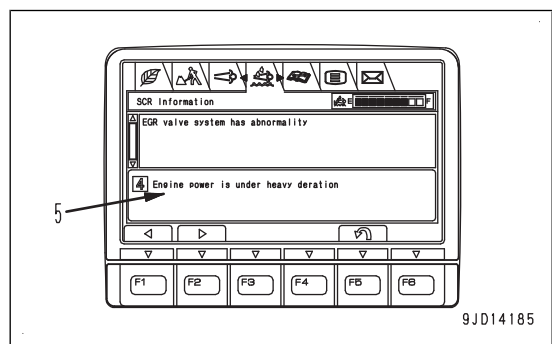 SCR Information
E F
EGR valve system has abnormality
4 Engine power is under heavy deration
5
F1 F2 F3 F4 F5 F6
9JD14185